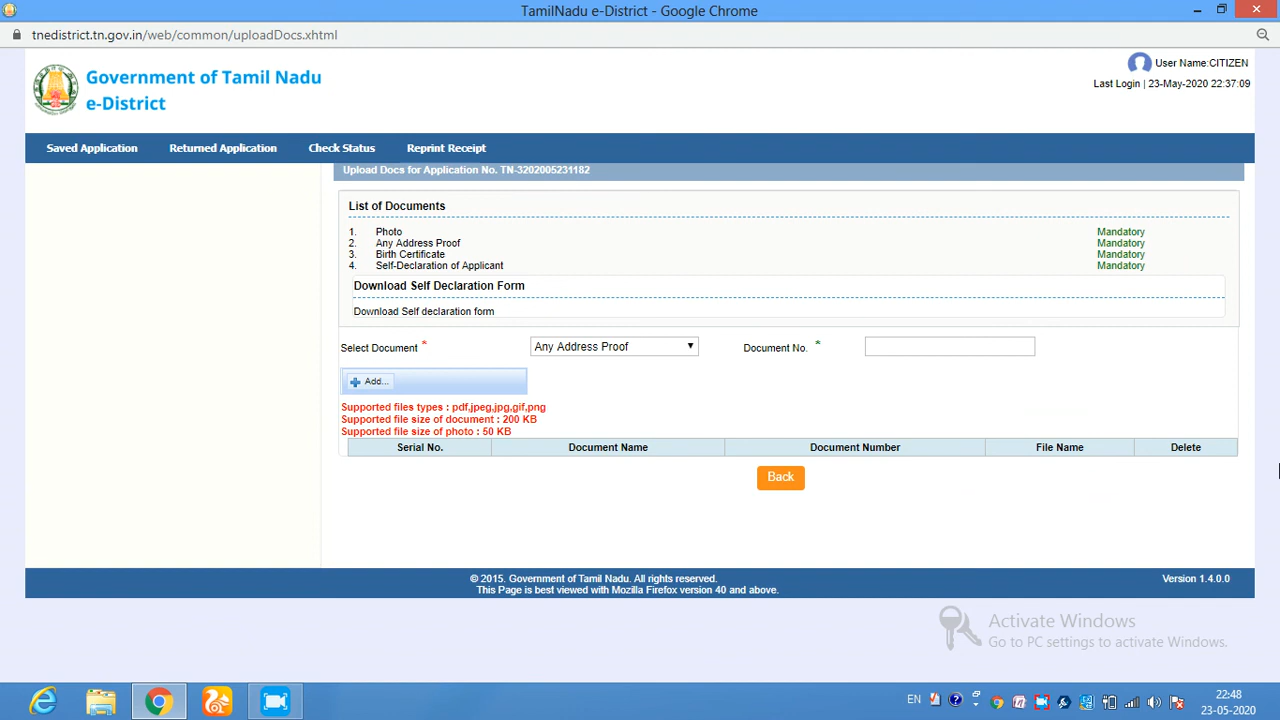 TamilNadu e-District - Google Chrome
tnedistrict.tn.gov.in/web/common/uploadDocs.xhtml
Government of Tamil Nadu
e-District
User Name:CITIZEN
Last Login | 23-May-2020 22:37:09
Saved Application Returned Application Check Status Reprint Receipt
Upload Docs for Application No. TN-3202005231182
List of Documents
1. Photo Mandatory
2. Any Address Proof Mandatory
3. Birth Certificate Mandatory
4. Self-Declaration of Applicant Mandatory
Download Self Declaration Form
Download Self declaration form
Select Document * Any Address Proof Document No. *
Add...
Supported files types : pdf,jpeg,jpg,gif,png
Supported file size of document : 200 KB
Supported file size of photo : 50 KB
Serial No. Document Name Document Number File Name Delete
Back
© 2015. Government of Tamil Nadu. All rights reserved. Version 1.4.0.0
This Page is best viewed with Mozilla Firefox version 40 and above.
Activate Windows
Go to PC settings to activate Windows.
EN 22:48
23-05-2020